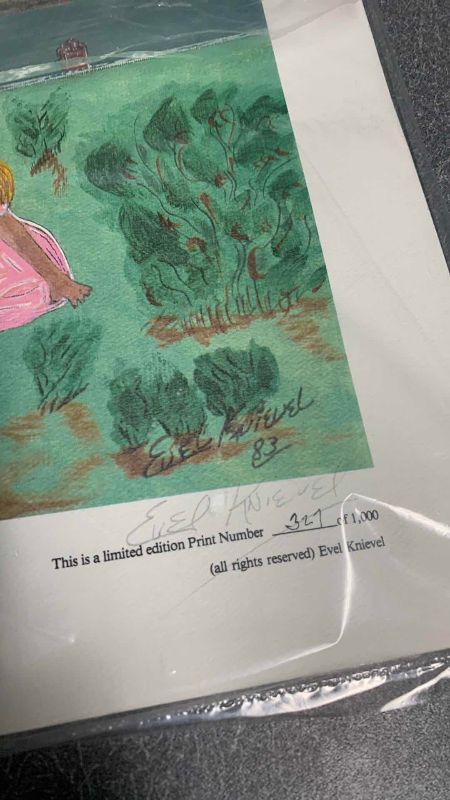 Evel Knievel
83
Evel Knievel
This is a limited edition Print Number 327 of 1,000
(all rights reserved) Evel Knievel